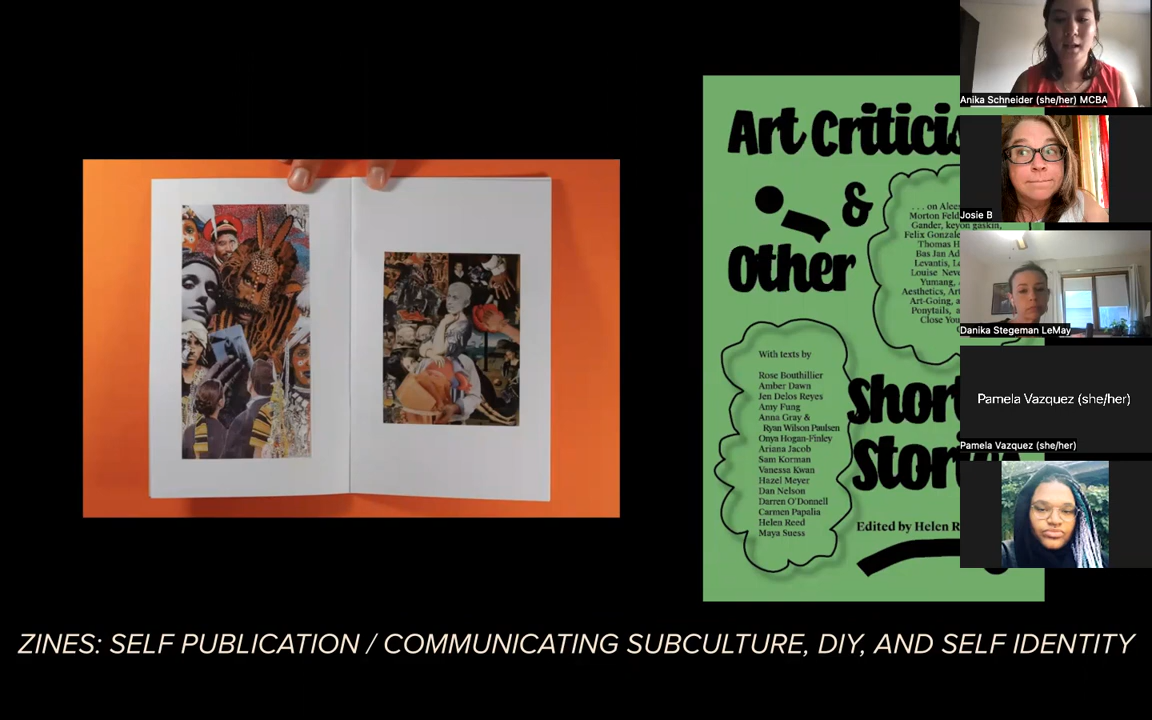 Art Criticis
&
Other
Short
Stor
. . . on Alee
Morton Feld
Gander, keyon gaskin,
Felix Gonzale
Thomas H
Bas Jan Ad
Levantis, L
Louise Neve
Yumang,
Aesthetics, Art
Art-Going, a
Ponytails, a
Close You
With texts by
Rose Bouthillier
Amber Dawn
Jen Delos Reyes
Amy Fung
Anna Gray &
Ryan Wilson Paulsen
Onya Hogan-Finley
Ariana Jacob
Sam Korman
Vanessa Kwan
Hazel Meyer
Dan Nelson
Darren O'Donnell
Carmen Papalia
Helen Reed
Maya Suess
Edited by Helen R
ZINES: SELF PUBLICATION / COMMUNICATING SUBCULTURE, DIY, AND SELF IDENTITY
Anika Schneider (she/her) MCBA
Josie B
Danika Stegeman LeMay
Pamela Vazquez (she/her)
Pamela Vazquez (she/her)